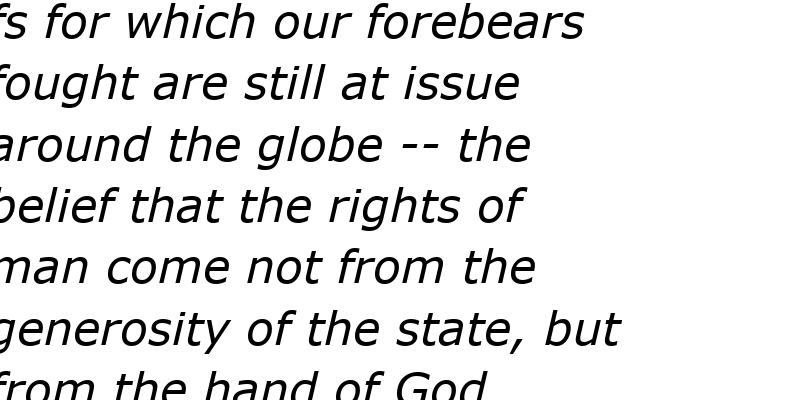 fs for which our forebears
fought are still at issue
around the globe -- the
belief that the rights of
man come not from the
generosity of the state, but
from the hand of God